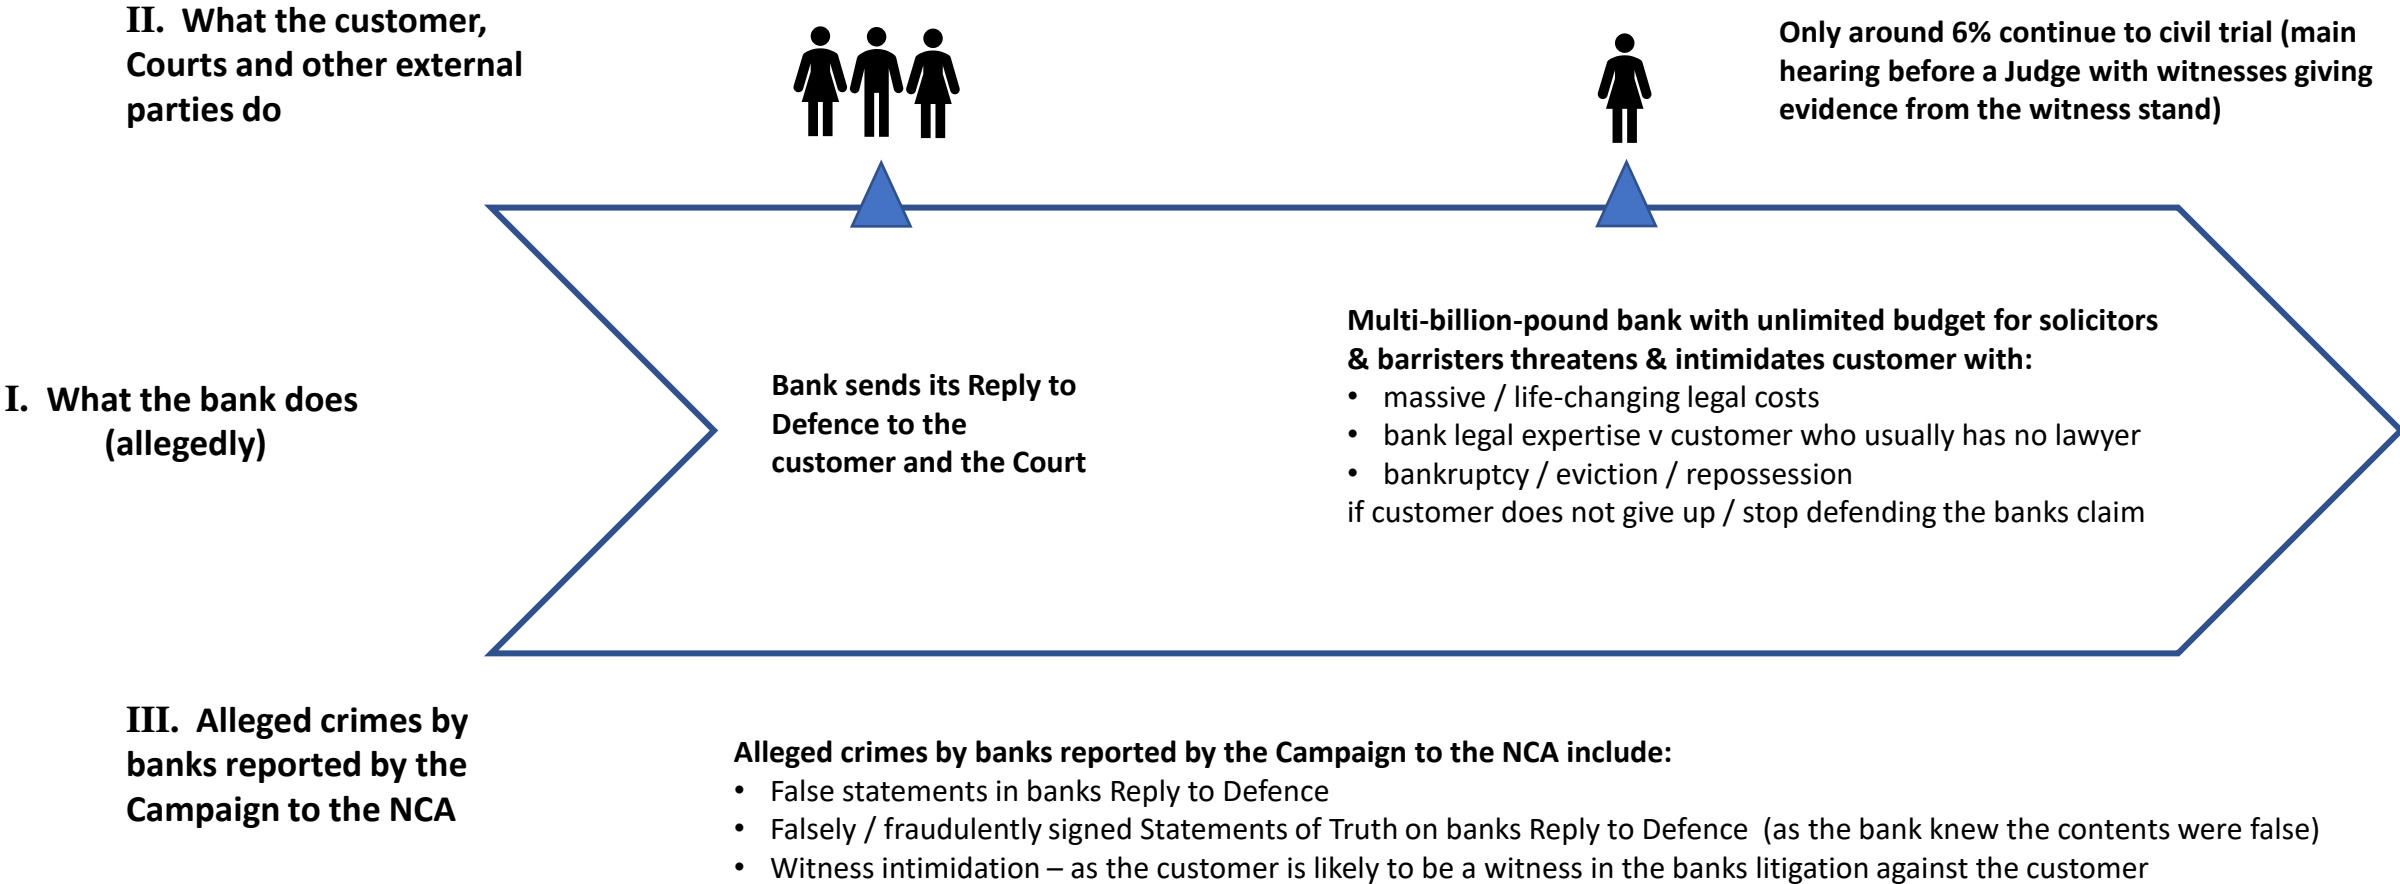 II. What the customer,
Courts and other external
parties do
Only around 6% continue to civil trial (main
hearing before a Judge with witnesses giving
evidence from the witness stand)
I. What the bank does
(allegedly)
Bank sends its Reply to
Defence to the
customer and the Court
Multi-billion-pound bank with unlimited budget for solicitors
& barristers threatens & intimidates customer with:
• massive / life-changing legal costs
• bank legal expertise v customer who usually has no lawyer
• bankruptcy / eviction / repossession
if customer does not give up / stop defending the banks claim
III. Alleged crimes by
banks reported by the
Campaign to the NCA
Alleged crimes by banks reported by the Campaign to the NCA include:
• False statements in banks Reply to Defence
• Falsely / fraudulently signed Statements of Truth on banks Reply to Defence (as the bank knew the contents were false)
• Witness intimidation – as the customer is likely to be a witness in the banks litigation against the customer